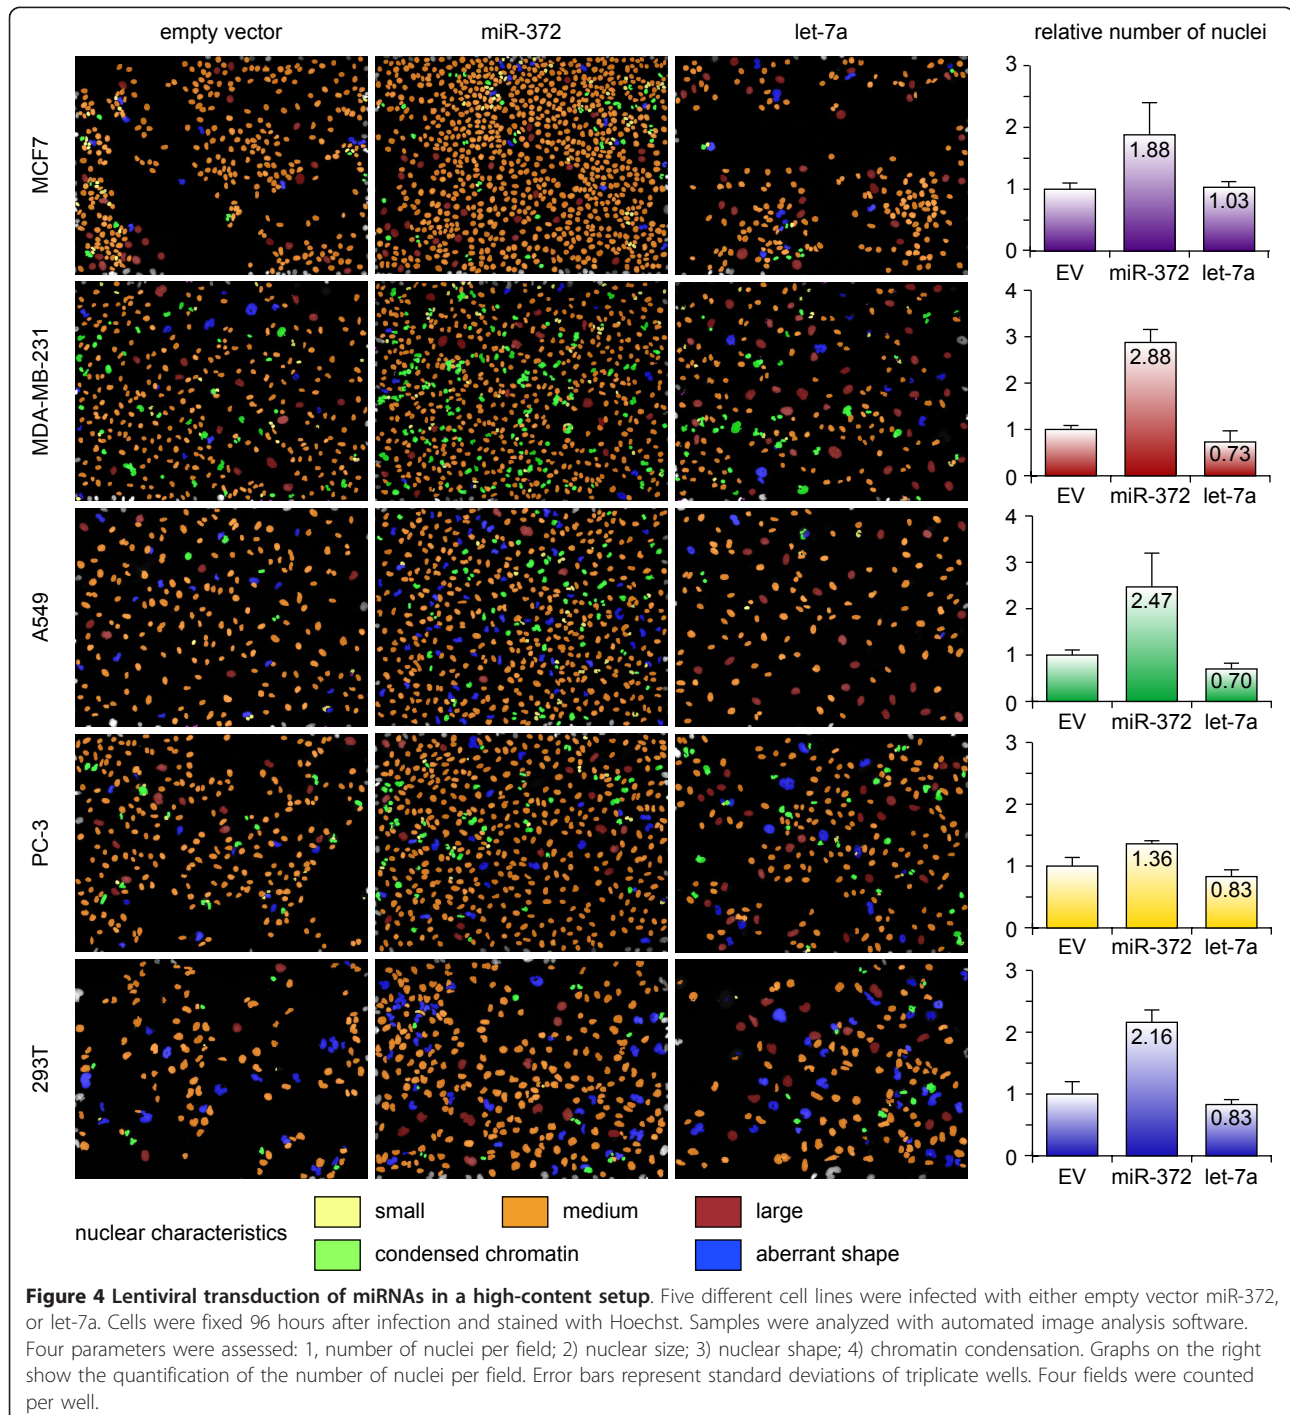 empty vector miR-372 let-7a relative number of nuclei
MCF7
3
2
1
0
1.88
1.03
EV miR-372 let-7a
MDA-MB-231
4
3
2
1
0
2.88
0.73
EV miR-372 let-7a
A549
4
3
2
1
0
2.47
0.70
EV miR-372 let-7a
PC-3
3
2
1
0
1.36
0.83
EV miR-372 let-7a
293T
3
2
1
0
2.16
0.83
EV miR-372 let-7a
nuclear characteristics
small medium large
condensed chromatin aberrant shape
Figure 4 Lentiviral transduction of miRNAs in a high-content setup. Five different cell lines were infected with either empty vector miR-372,
or let-7a. Cells were fixed 96 hours after infection and stained with Hoechst. Samples were analyzed with automated image analysis software.
Four parameters were assessed: 1, number of nuclei per field; 2) nuclear size; 3) nuclear shape; 4) chromatin condensation. Graphs on the right
show the quantification of the number of nuclei per field. Error bars represent standard deviations of triplicate wells. Four fields were counted
per well.